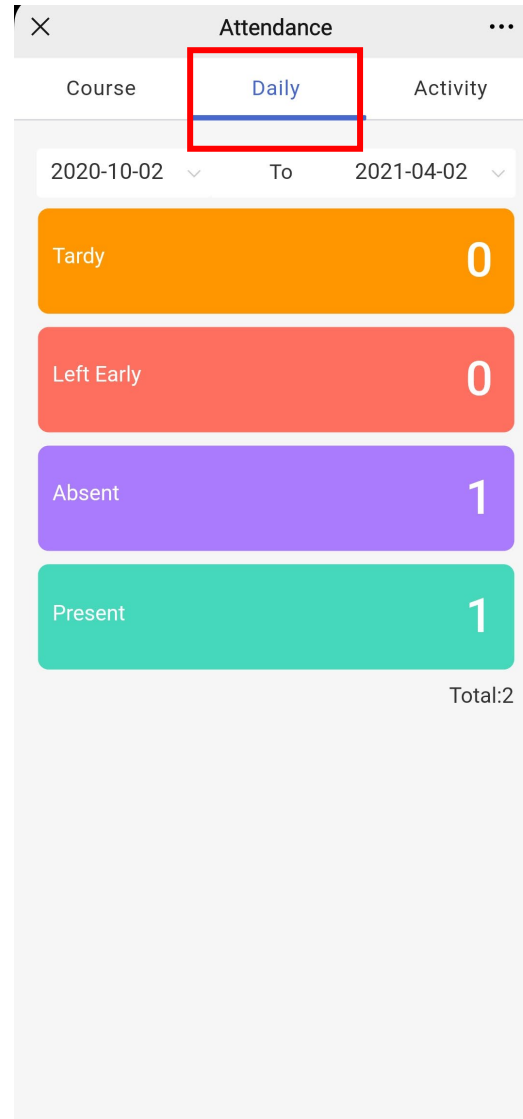 Attendance
Course Daily Activity
2020-10-02 To 2021-04-02
Tardy 0
Left Early 0
Absent 1
Present 1
Total:2